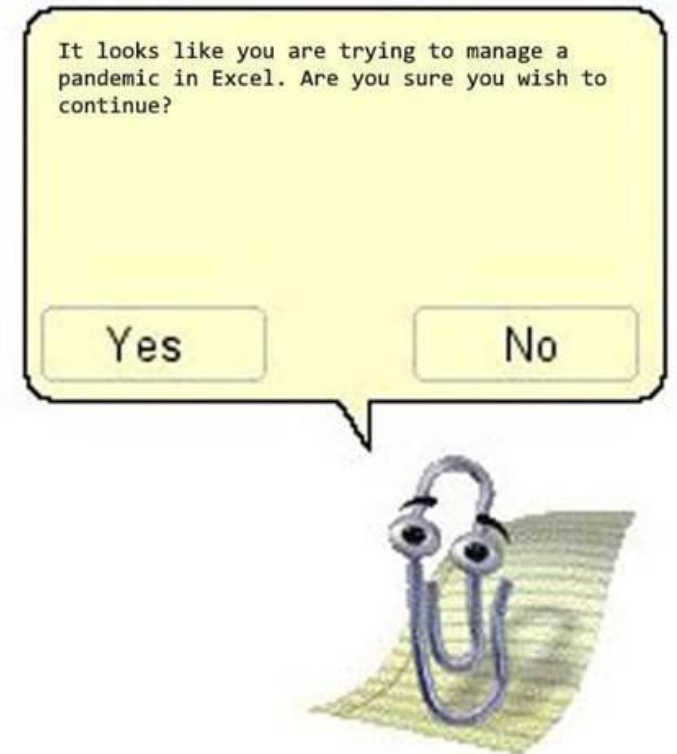 It looks like you are trying to manage a
pandemic in Excel. Are you sure you wish to
continue?
Yes
No